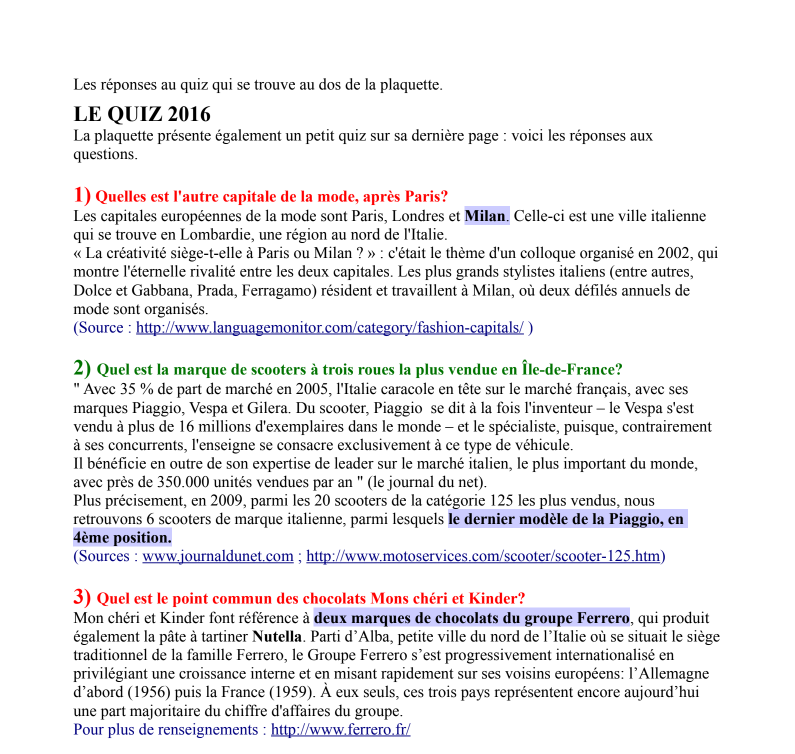 Les réponses au quiz qui se trouve au dos de la plaquette.
LE QUIZ 2016
La plaquette présente également un petit quiz sur sa dernière page : voici les réponses aux
questions.
1) Quelles est l'autre capitale de la mode, après Paris?
Les capitales européennes de la mode sont Paris, Londres et Milan. Celle-ci est une ville italienne
qui se trouve en Lombardie, une région au nord de l'Italie.
« La créativité siège-t-elle à Paris ou Milan ? » : c'était le thème d'un colloque organisé en 2002, qui
montre l'éternelle rivalité entre les deux capitales. Les plus grands stylistes italiens (entre autres,
Dolce et Gabbana, Prada, Ferragamo) résident et travaillent à Milan, où deux défilés annuels de
mode sont organisés.
(Source : http://www.languagemonitor.com/category/fashion-capitals/ )
2) Quel est la marque de scooters à trois roues la plus vendue en Île-de-France?
" Avec 35 % de part de marché en 2005, l'Italie caracole en tête sur le marché français, avec ses
marques Piaggio, Vespa et Gilera. Du scooter, Piaggio  se dit à la fois l'inventeur – le Vespa s'est
vendu à plus de 16 millions d'exemplaires dans le monde – et le spécialiste, puisque, contrairement
à ses concurrents, l'enseigne se consacre exclusivement à ce type de véhicule.
Il bénéficie en outre de son expertise de leader sur le marché italien, le plus important du monde,
avec près de 350.000 unités vendues par an " (le journal du net).
Plus précisement, en 2009, parmi les 20 scooters de la catégorie 125 les plus vendus, nous
retrouvons 6 scooters de marque italienne, parmi lesquels le dernier modèle de la Piaggio, en
4ème position.
(Sources : www.journaldunet.com ; http://www.motoservices.com/scooter/scooter-125.htm)
3) Quel est le point commun des chocolats Mons chéri et Kinder?
Mon chéri et Kinder font référence à deux marques de chocolats du groupe Ferrero, qui produit
également la pâte à tartiner Nutella. Parti d’Alba, petite ville du nord de l’Italie où se situait le siège
traditionnel de la famille Ferrero, le Groupe Ferrero s’est progressivement internationalisé en
privilégiant une croissance interne et en misant rapidement sur ses voisins européens: l’Allemagne
d’abord (1956) puis la France (1959). À eux seuls, ces trois pays représentent encore aujourd’hui
une part majoritaire du chiffre d'affaires du groupe.
Pour plus de renseignements : http://www.ferrero.fr/